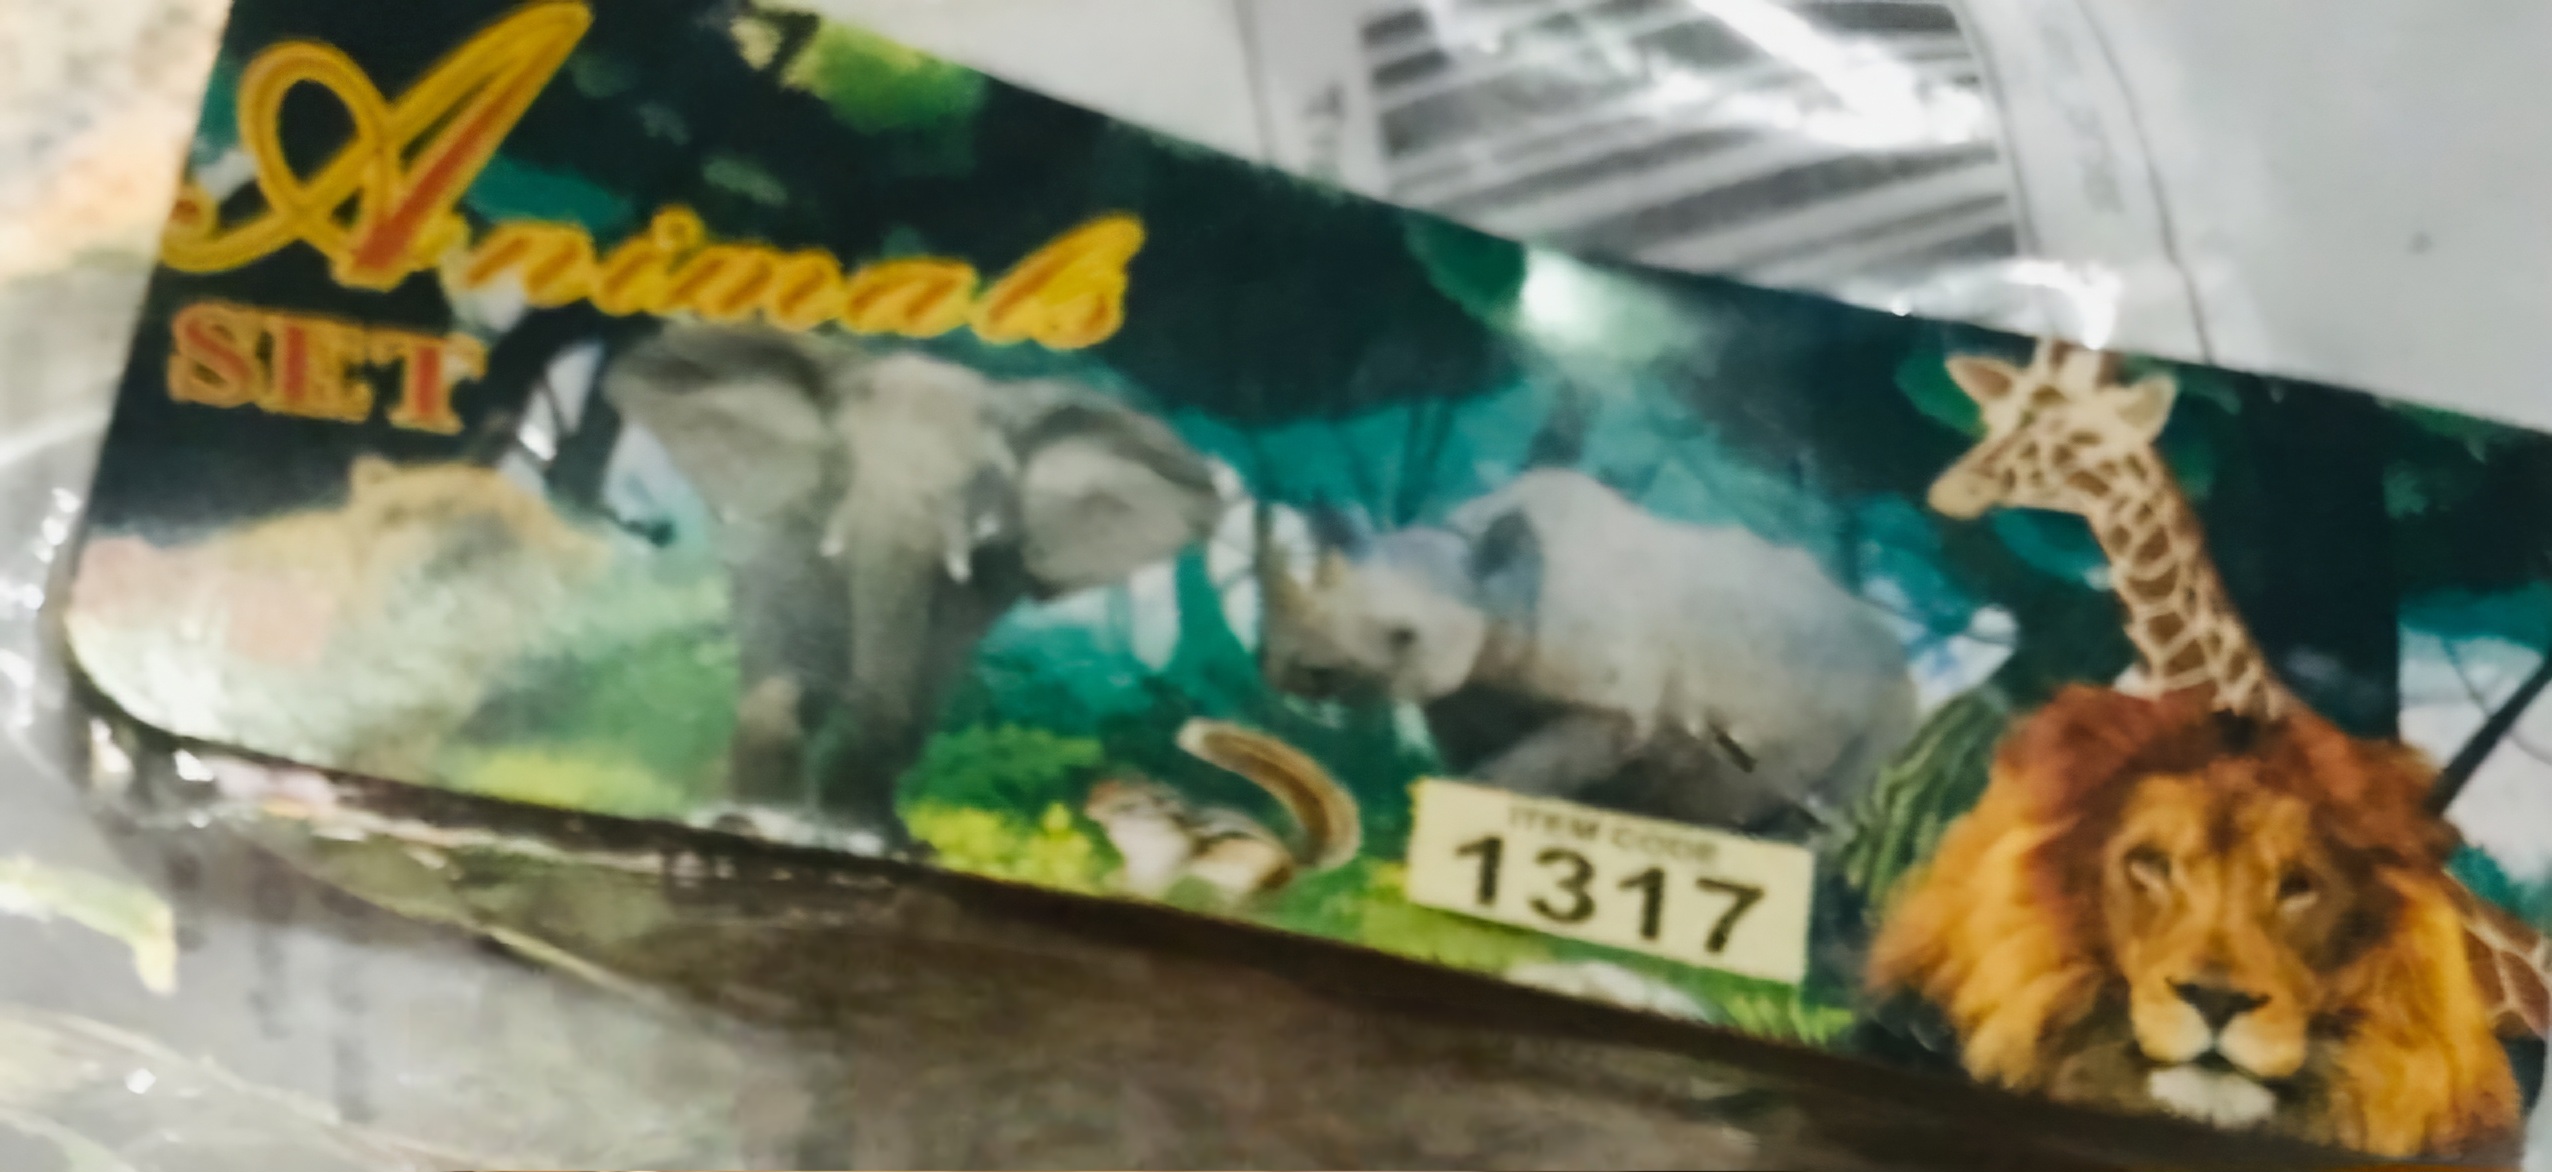 Animals
SET
ITEM CODE
1317